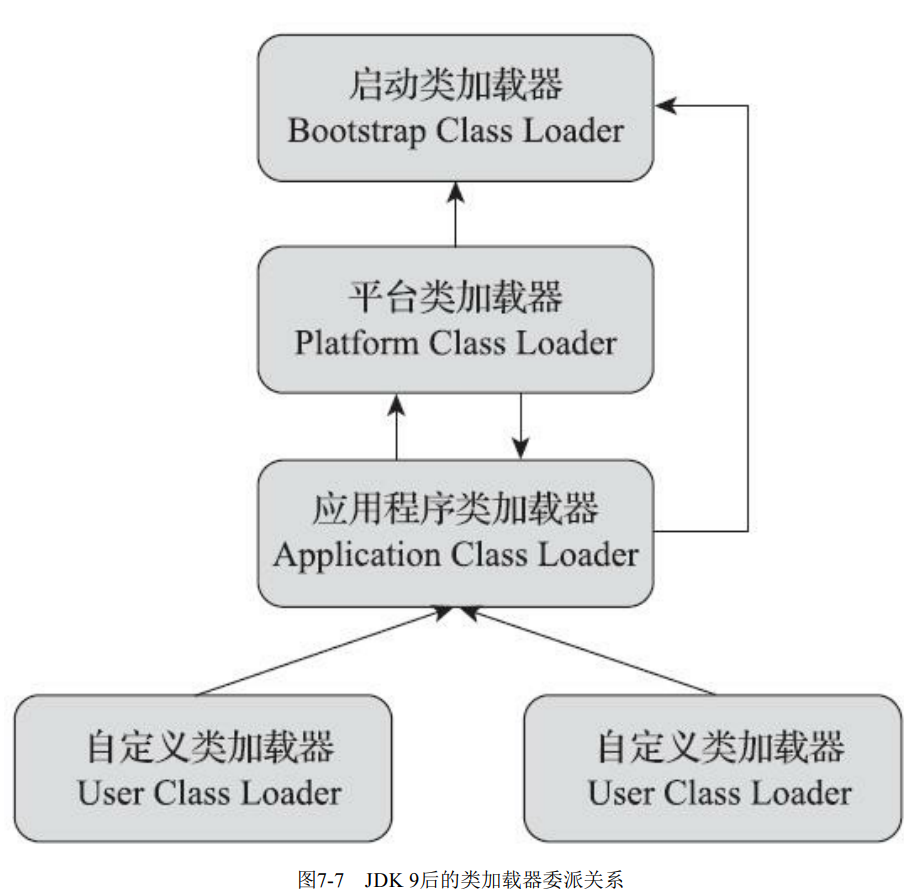 启动类加载器
Bootstrap Class Loader
平台类加载器
Platform Class Loader
应用程序类加载器
Application Class Loader
自定义类加载器
User Class Loader
自定义类加载器
User Class Loader
图7-7 JDK 9后的类加载器委派关系